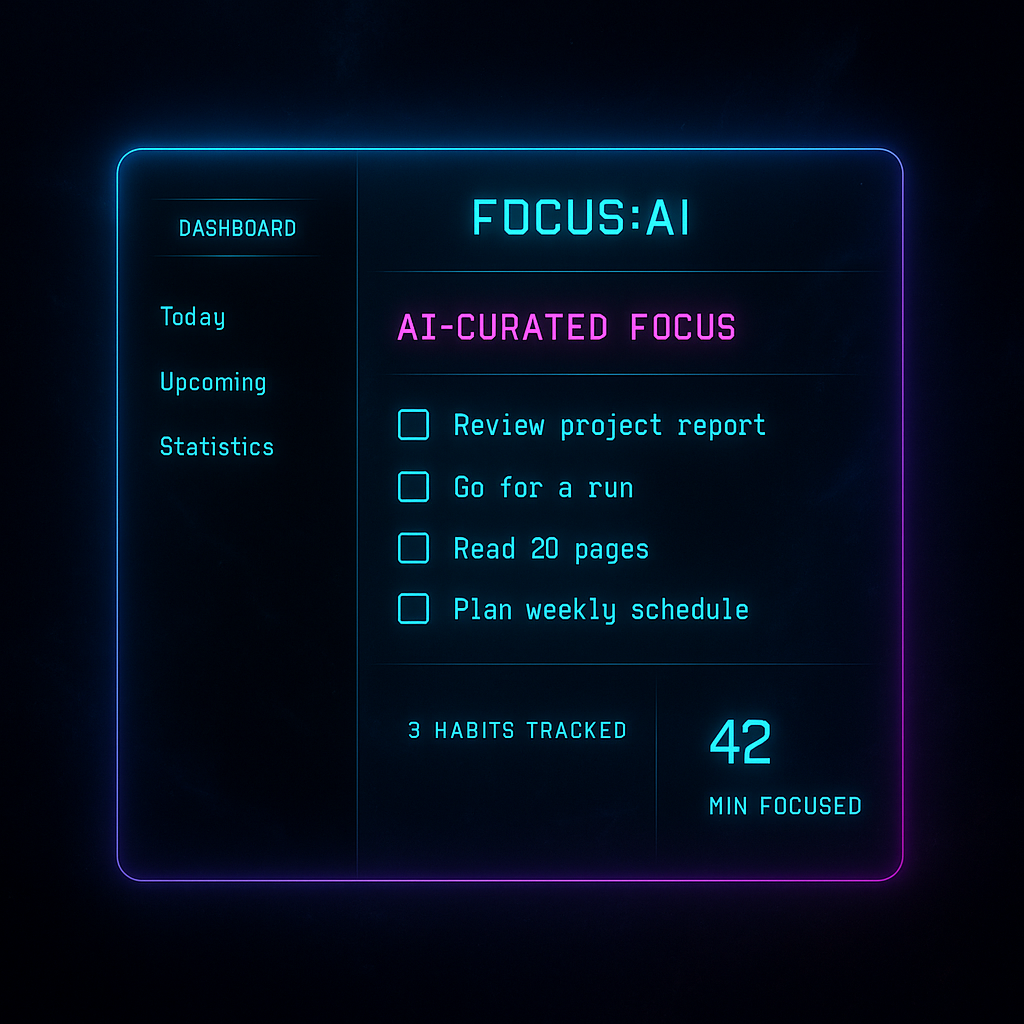 DASHBOARD
Today
Upcoming
Statistics
FOCUS:AI
AI-CURATED FOCUS
Review project report
Go for a run
Read 20 pages
Plan weekly schedule
3 HABITS TRACKED
42
MIN FOCUSED